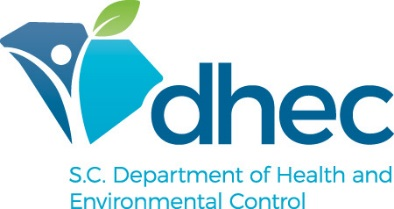 dhec
S.C. Department of Health and
Environmental Control